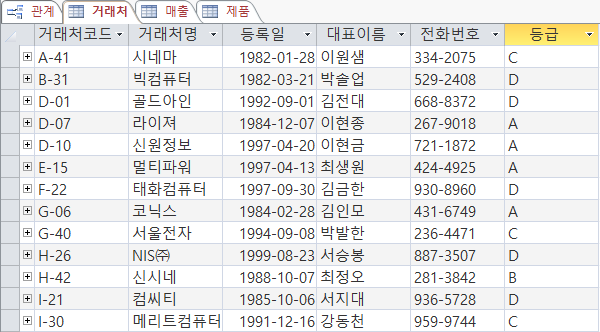 관계 거래처 매출 제품
거래처코드 거래처명 등록일 대표이름 전화번호 등급
A-41 시네마 1982-01-28 이원샘 334-2075 C
B-31 빅컴퓨터 1982-03-21 박솔업 529-2408 D
D-01 골드아인 1992-09-01 김전대 668-8372 D
D-07 라이져 1984-12-07 이현종 267-9018 A
D-10 신원정보 1997-04-20 이현금 721-1872 A
E-15 멀티파워 1997-04-13 최생원 424-4925 A
F-22 태화컴퓨터 1997-09-30 김금한 930-8960 D
G-06 코닉스 1984-02-28 김인모 431-6749 A
G-40 서울전자 1994-09-08 박발한 236-4471 C
H-26 NIS㈜ 1999-08-23 서승봉 887-3507 D
H-42 신시네 1988-10-07 최정오 281-3842 B
I-21 컴씨티 1985-10-06 서지대 936-5728 D
I-30 메리트컴퓨터 1991-12-16 강동천 959-9744 C